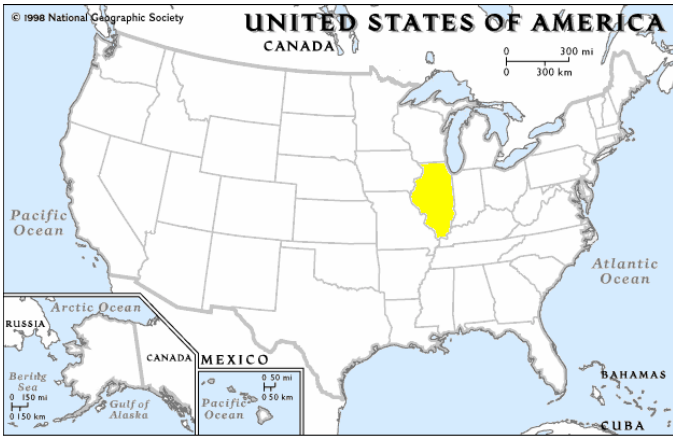 © 1998 National Geographic Society
UNITED STATES OF AMERICA
CANADA
0 300 mi
0 300 km
Pacific
Ocean
Atlantic
Ocean
Arctic Ocean
RUSSIA
CANADA
MEXICO
Bering
Sea
0 150 mi
0 150 km
Gulf of
Alaska
0 50 mi
0 50 km
Pacific
Ocean
BAHAMAS
CUBA